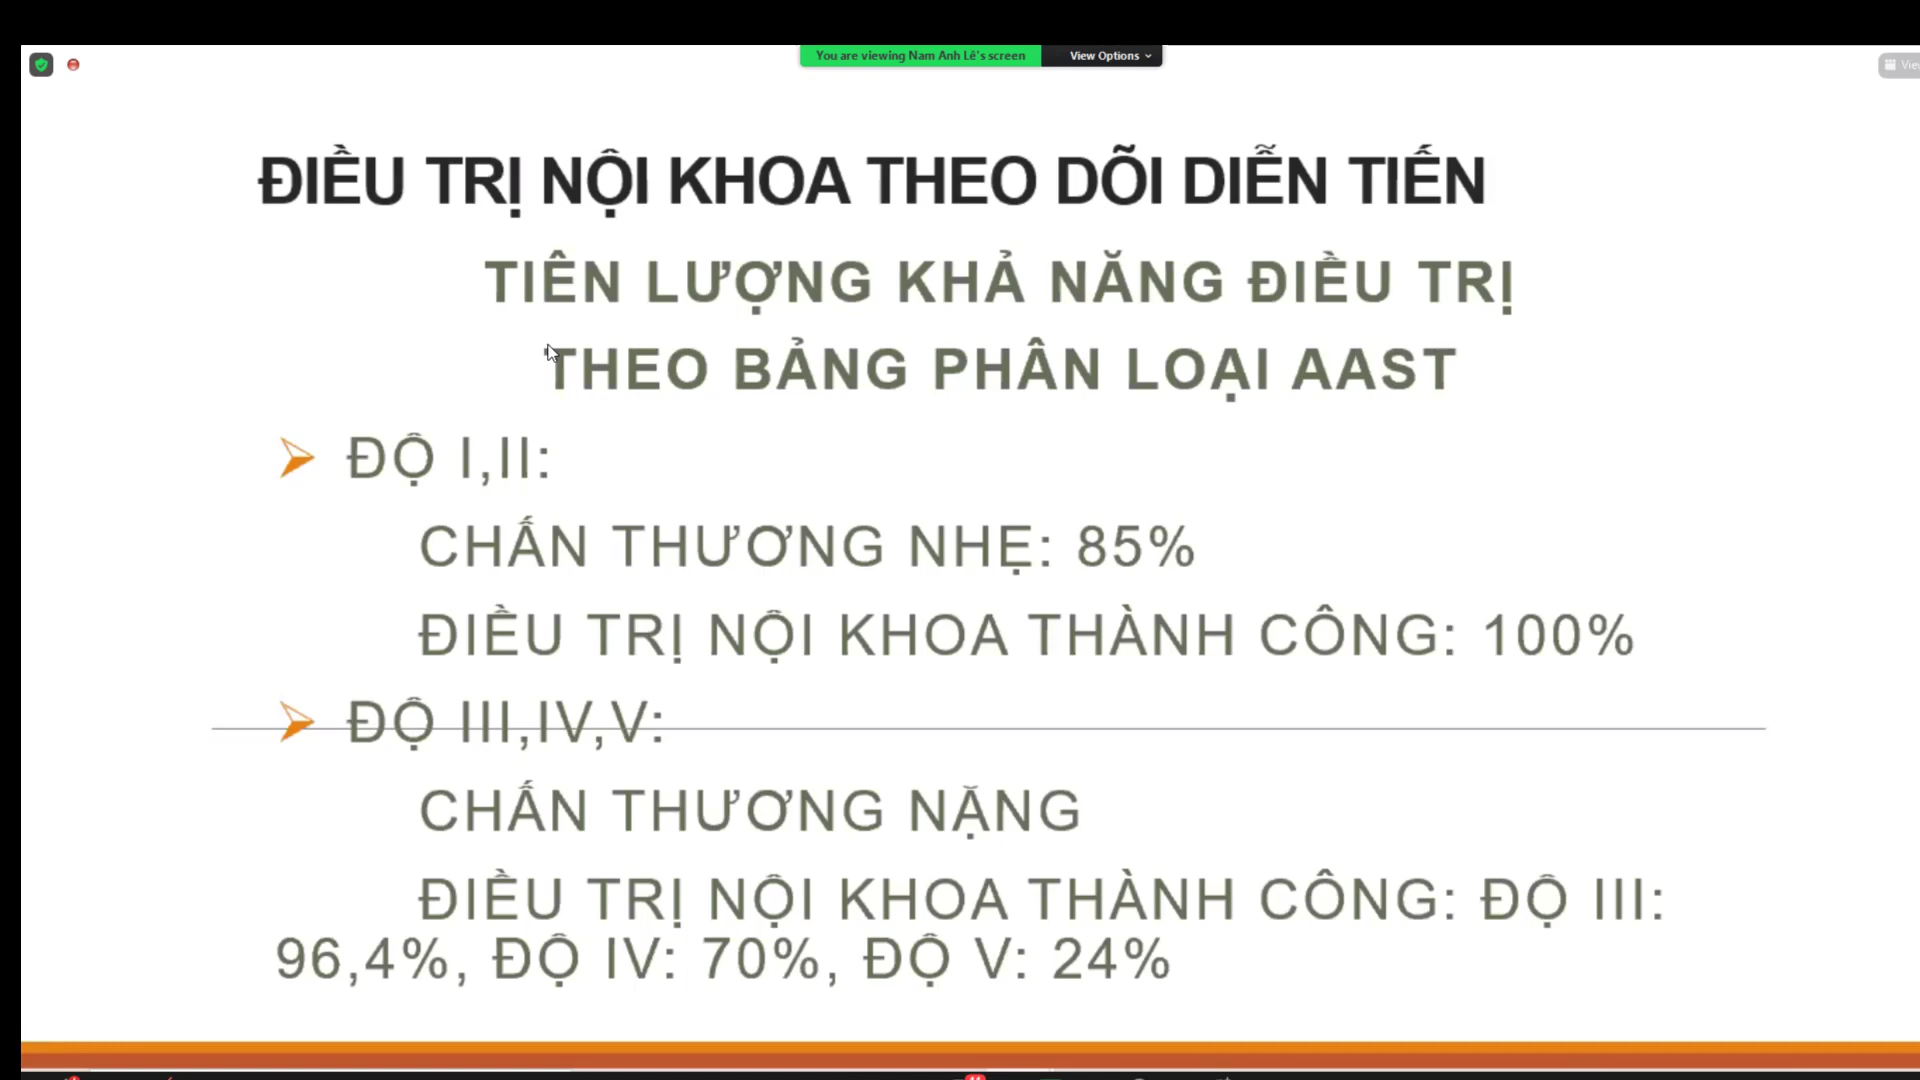 You are viewing Nam Anh Lê's screen
View Options
ĐIỀU TRỊ NỘI KHOA THEO DÕI DIỄN TIẾN
TIÊN LƯỢNG KHẢ NĂNG ĐIỀU TRỊ
THEO BẢNG PHÂN LOẠI AAST
ĐỘ I,II:
CHẤN THƯƠNG NHẸ: 85%
ĐIỀU TRỊ NỘI KHOA THÀNH CÔNG: 100%
ĐỘ III,IV,V:
CHẤN THƯƠNG NẶNG
ĐIỀU TRỊ NỘI KHOA THÀNH CÔNG: ĐỘ III:
96,4%, ĐỘ IV: 70%, ĐỘ V: 24%